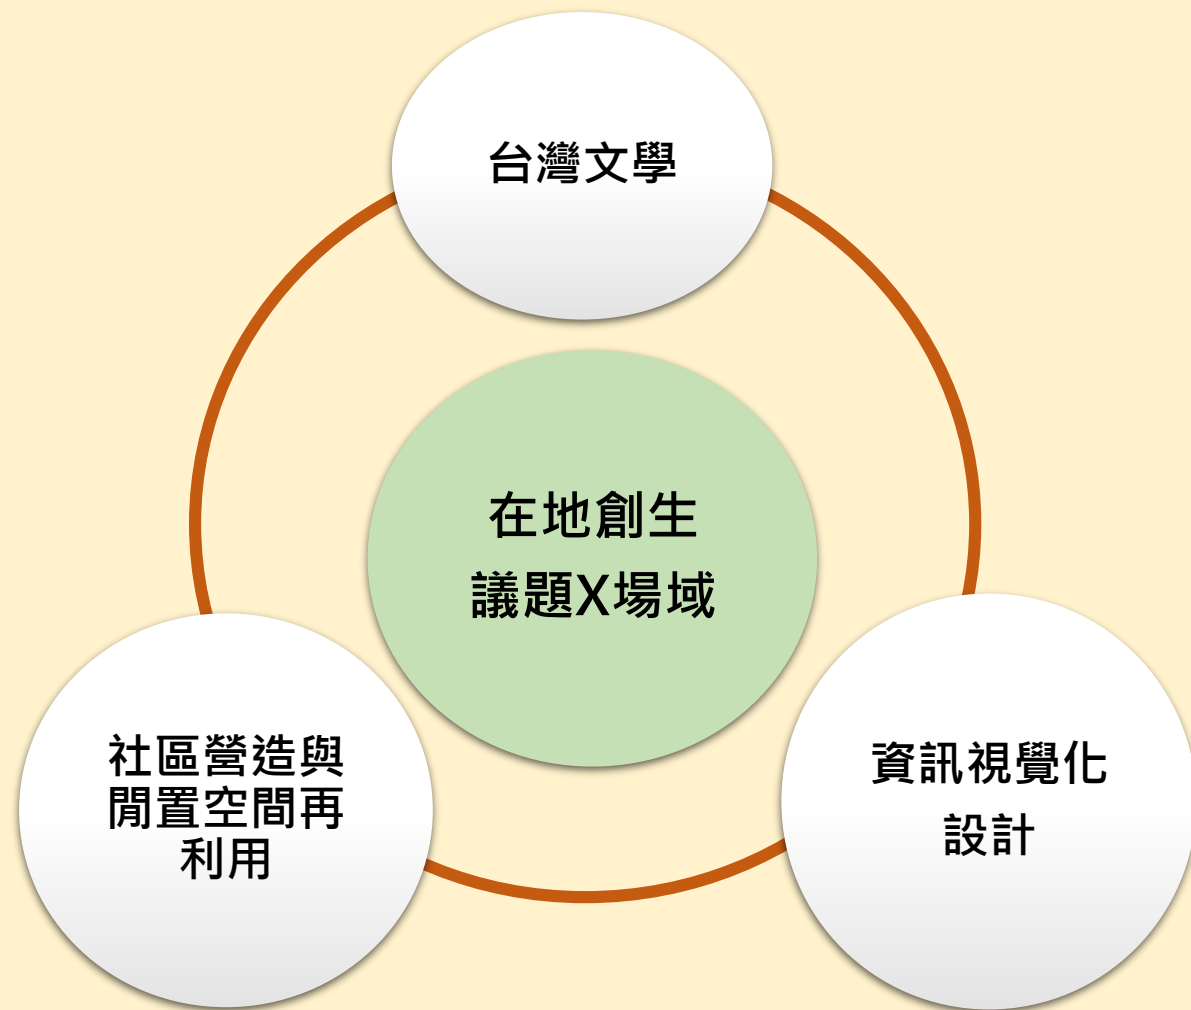 台灣文學
在地創生
議題X場域
社區營造與
閒置空間再
利用
資訊視覺化
設計